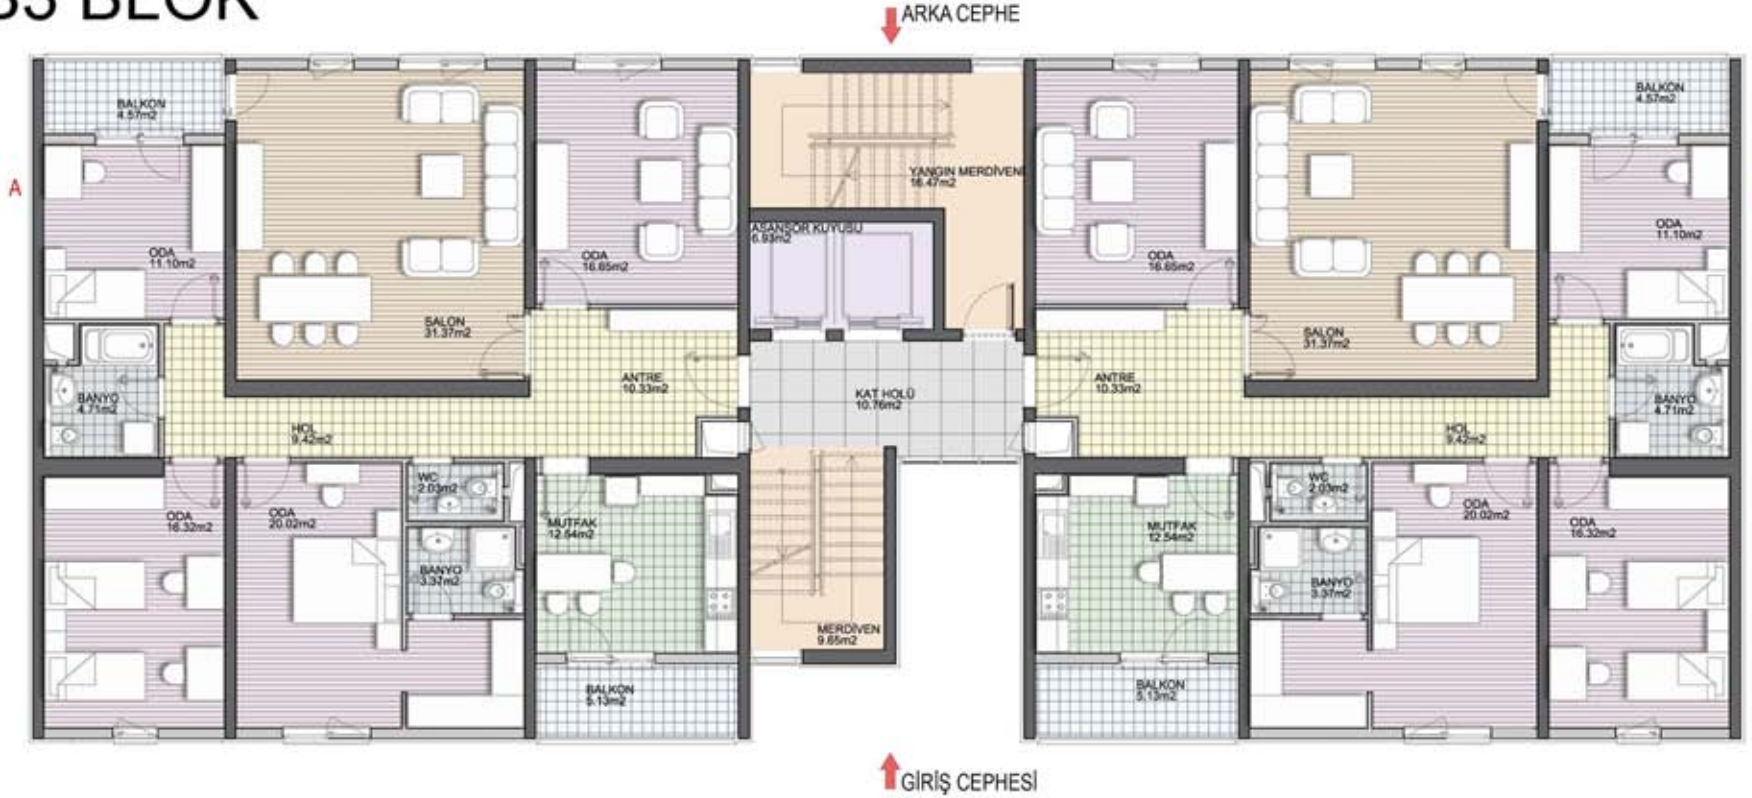 BLOK
ARKA CEPHE
A
BALKON
4.57m2
ODA
11.10m2
SALON
31.37m2
ODA
16.65m2
YANGIN MERDİVENİ
16.47m2
ASANSÖR KUYUSU
6.93m2
ODA
16.65m2
SALON
31.37m2
BALKON
4.57m2
ODA
11.10m2
BANYO
4.71m2
HOL
9.42m2
ANTRE
10.33m2
KAT HOLÜ
10.76m2
ANTRE
10.33m2
HOL
9.42m2
BANYO
4.71m2
ODA
16.32m2
ODA
20.02m2
WC
2.03m2
BANYO
3.37m2
MUTFAK
12.54m2
BALKON
5.13m2
MERDİVEN
9.65m2
MUTFAK
12.54m2
BALKON
5.13m2
WC
2.03m2
BANYO
3.37m2
ODA
20.02m2
ODA
16.32m2
GİRİŞ CEPHESİ